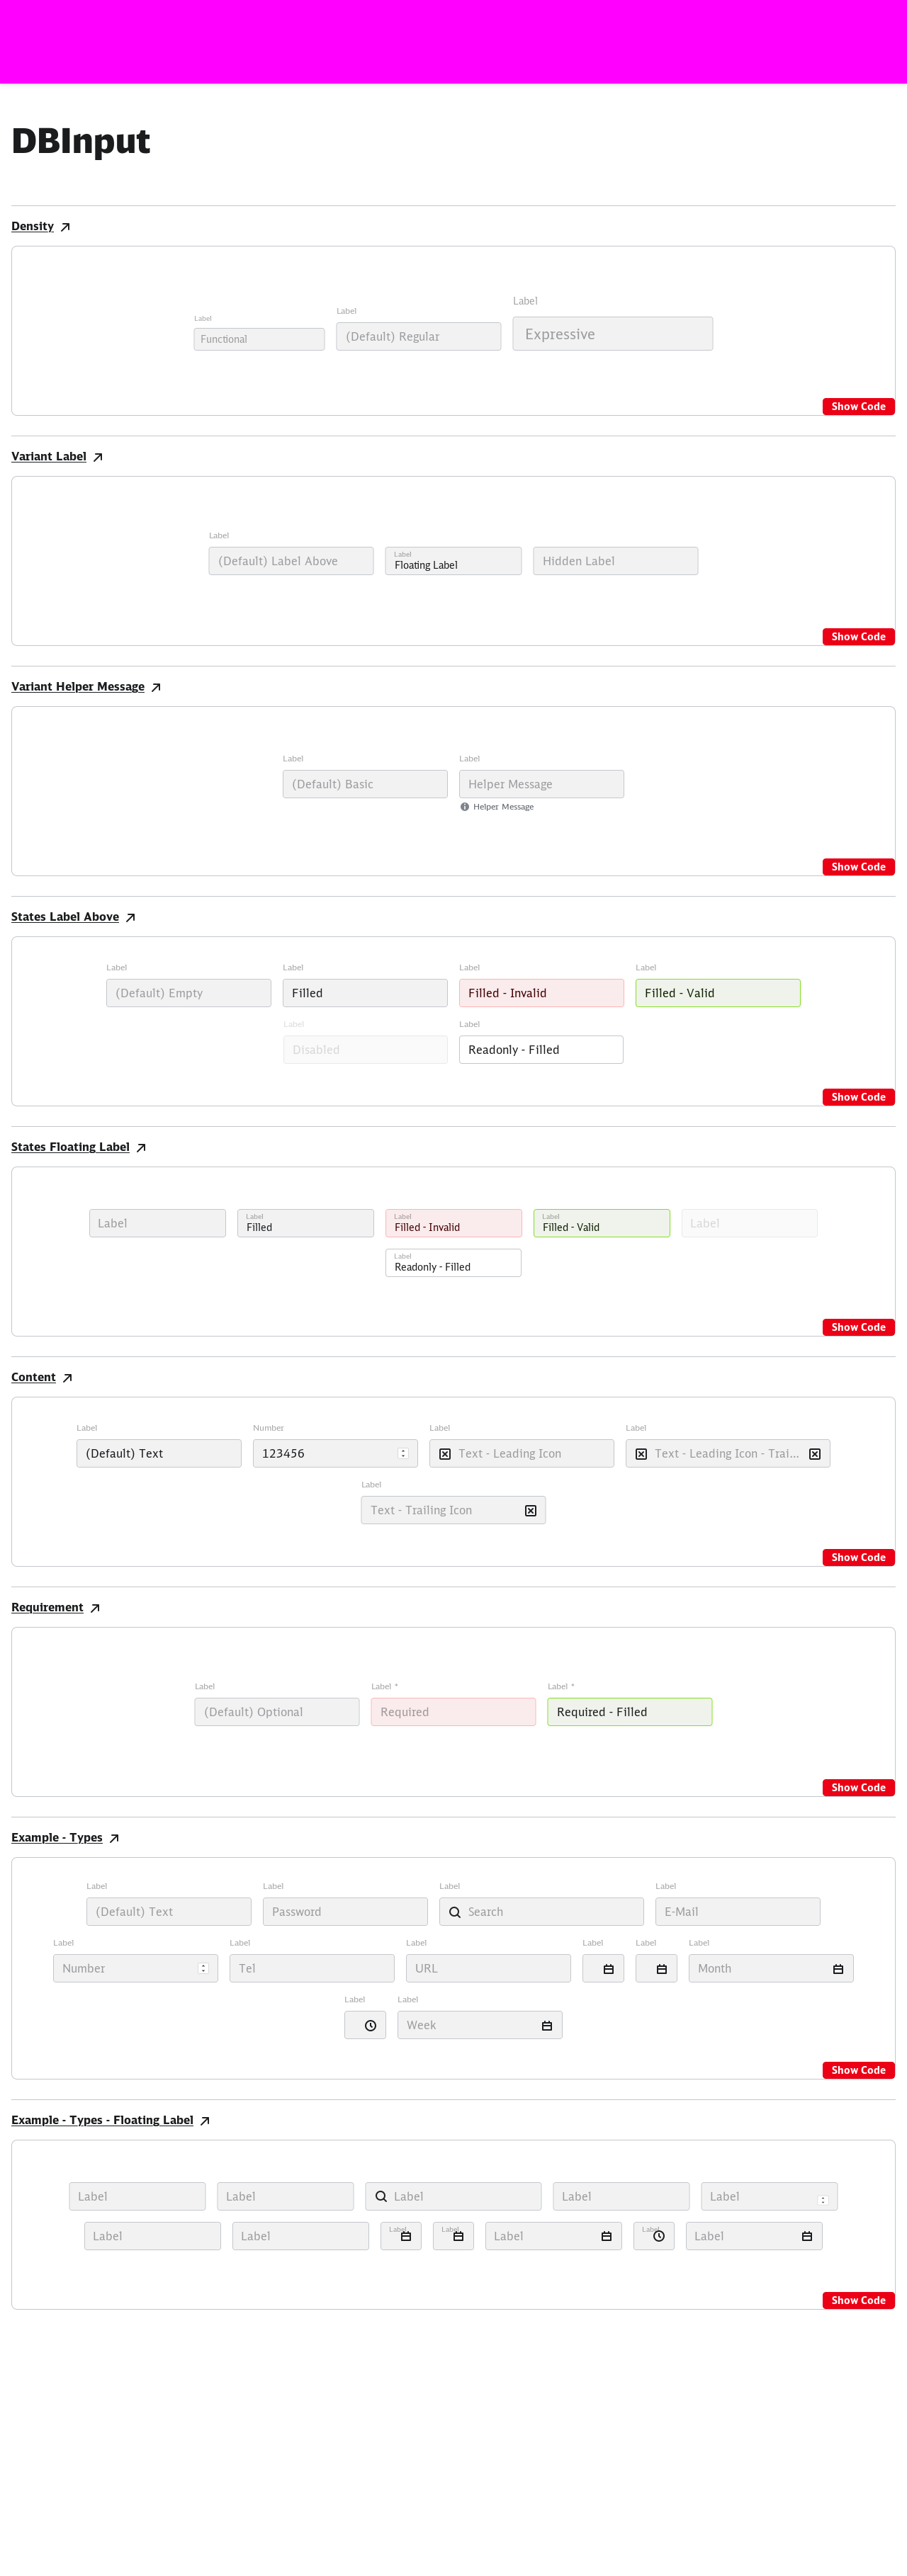 DBInput
Density
Label
Label
Label
Functional
(Default) Regular
Expressive
Show Code
Variant Label
Label
(Default) Label Above
Label
Floating Label
Hidden Label
Show Code
Variant Helper Message
Label
Label
(Default) Basic
Helper Message
Helper Message
Show Code
States Label Above
Label
Label
Label
Label
(Default) Empty
Filled
Filled - Invalid
Filled - Valid
Label
Label
Disabled
Readonly - Filled
Show Code
States Floating Label
Label
Label
Filled
Label
Filled - Invalid
Label
Filled - Valid
Label
Label
Readonly - Filled
Show Code
Content
Label
Number
Label
Label
(Default) Text
123456
Text - Leading Icon
Text - Leading Icon - Trai...
Label
Text - Trailing Icon
Show Code
Requirement
Label
Label *
Label *
(Default) Optional
Required
Required - Filled
Show Code
Example - Types
Label
Label
Label
Label
(Default) Text
Password
Search
E-Mail
Label
Label
Label
Label
Label
Label
Number
Tel
URL
Month
Label
Label
Week
Show Code
Example - Types - Floating Label
Label
Label
Label
Label
Label
Label
Label
Label
Label
Label
Label
Label
Show Code